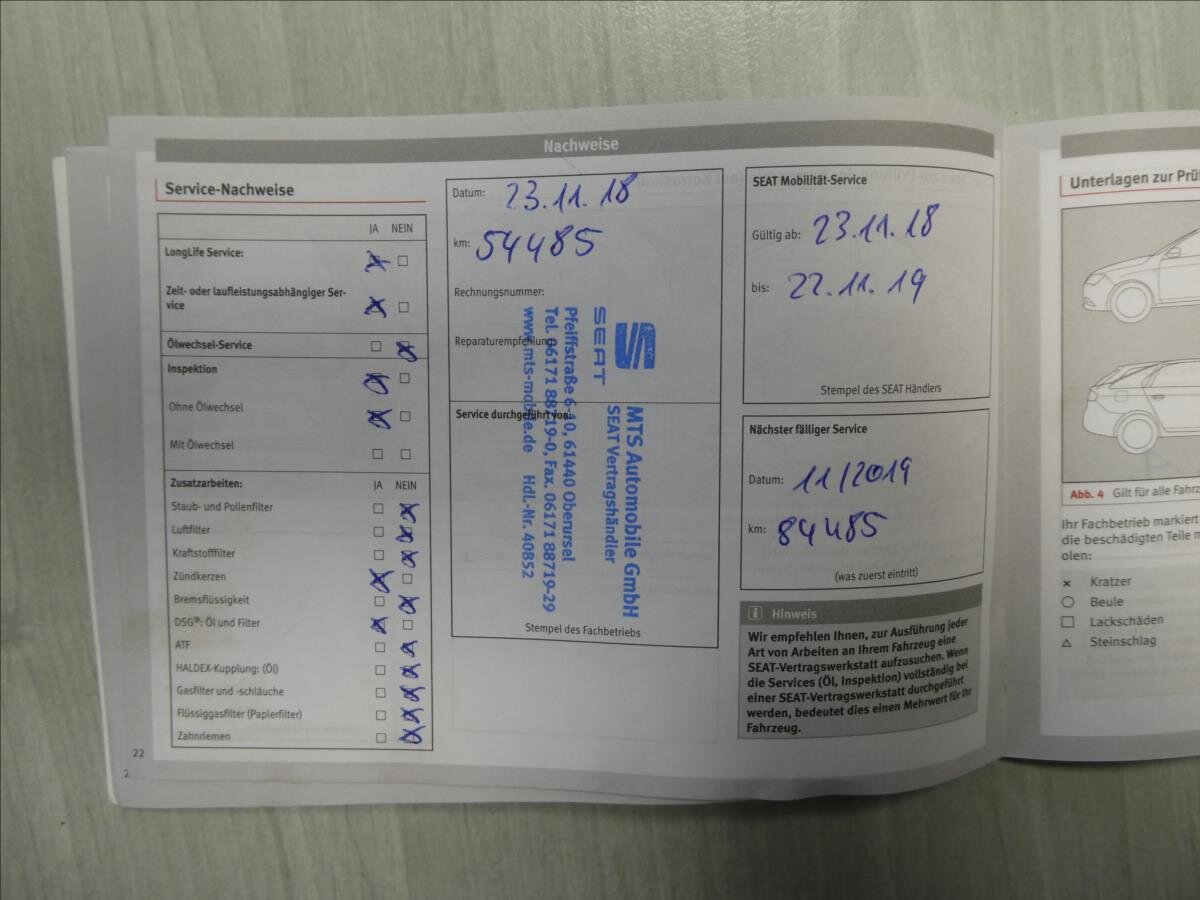 Nachweise
Service-Nachweise
JA NEIN
LongLife Service:
Zeit- oder laufleistungsabhängiger Ser-
vice
Ölwechsel-Service
Inspektion
Ohne Ölwechsel
Mit Ölwechsel
Zusatzarbeiten: JA NEIN
Staub- und Pollenfilter
Luftfilter
Kraftstofffilter
Zündkerzen
Bremsflüssigkeit
DSG®: Öl und Filter
ATF
HALDEX-Kupplung: (Öl)
Gasfilter und -schläuche
Flüssiggasfilter (Papierfilter)
Zahnriemen
22
2
Datum: 23.11.18
km: 54485
Rechnungsnummer:
Reparaturempfehlung:
Service durchgeführt von:
SEAT
MTS Automobile GmbH
SEAT Vertragshändler
Pfeiffstraße 6-10, 61440 Oberursel
Tel. 06171 88719-0, Fax. 06171 88719-29
www.mts-mobile.de Hdl.-Nr. 40852
Stempel des Fachbetriebs
SEAT Mobilität-Service
Gültig ab: 23.11.18
bis: 22.11.19
Stempel des SEAT Händlers
Nächster fälliger Service
Datum: 11/2019
km: 84485
(was zuerst eintritt)
Hinweis
Wir empfehlen Ihnen, zur Ausführung jeder
Art von Arbeiten an Ihrem Fahrzeug eine
SEAT-Vertragswerkstatt aufzusuchen. Wenn
die Services (Öl, Inspektion) vollständig bei
einer SEAT-Vertragswerkstatt durchgeführt
werden, bedeutet dies einen Mehrwert für Ihr
Fahrzeug.
Unterlagen zur Prü
Abb. 4 Gilt für alle Fahrz
Ihr Fachbetrieb markiert
die beschädigten Teile m
olen:
Kratzer
Beule
Lackschäden
Steinschlag